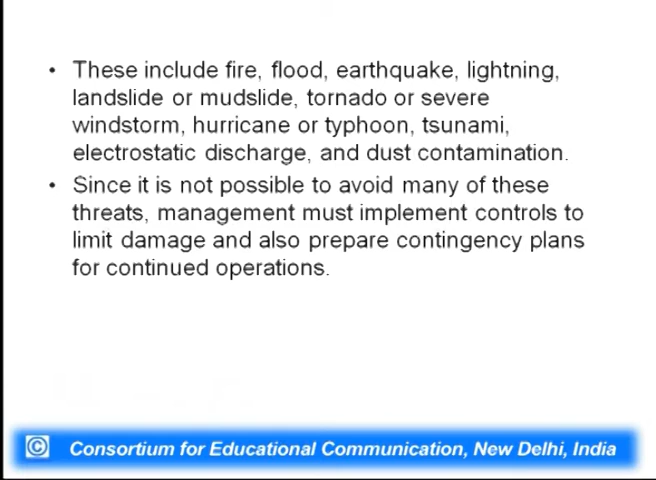 • These include fire, flood, earthquake, lightning,
landslide or mudslide, tornado or severe
windstorm, hurricane or typhoon, tsunami,
electrostatic discharge, and dust contamination.
• Since it is not possible to avoid many of these
threats, management must implement controls to
limit damage and also prepare contingency plans
for continued operations.
© Consortium for Educational Communication, New Delhi, India